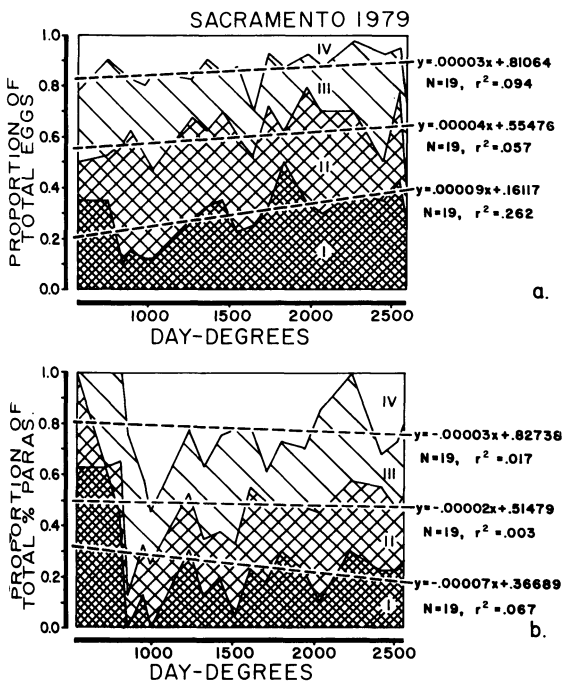 SACRAMENTO 1979
PROPORTION OF
TOTAL EGGS
1.0
0.8
0.6
0.4
0.2
0.0
IV
III
II
I
y=.00003x+.81064
N=19, r²=.094
y=.00004x+.55476
N=19, r²=.057
y=.00009x+.16117
N=19, r²=.262
1000 1500 2000 2500
DAY-DEGREES
a.
PROPORTION OF
TOTAL % PARAS.
1.0
0.8
0.6
0.4
0.2
0.0
IV
III
II
I
y=-.00003x+.82738
N=19, r²=.017
y=-.00002x+.51479
N=19, r²=.003
y=-.00007x+.36689
N=19, r²=.067
1000 1500 2000 2500
DAY-DEGREES
b.